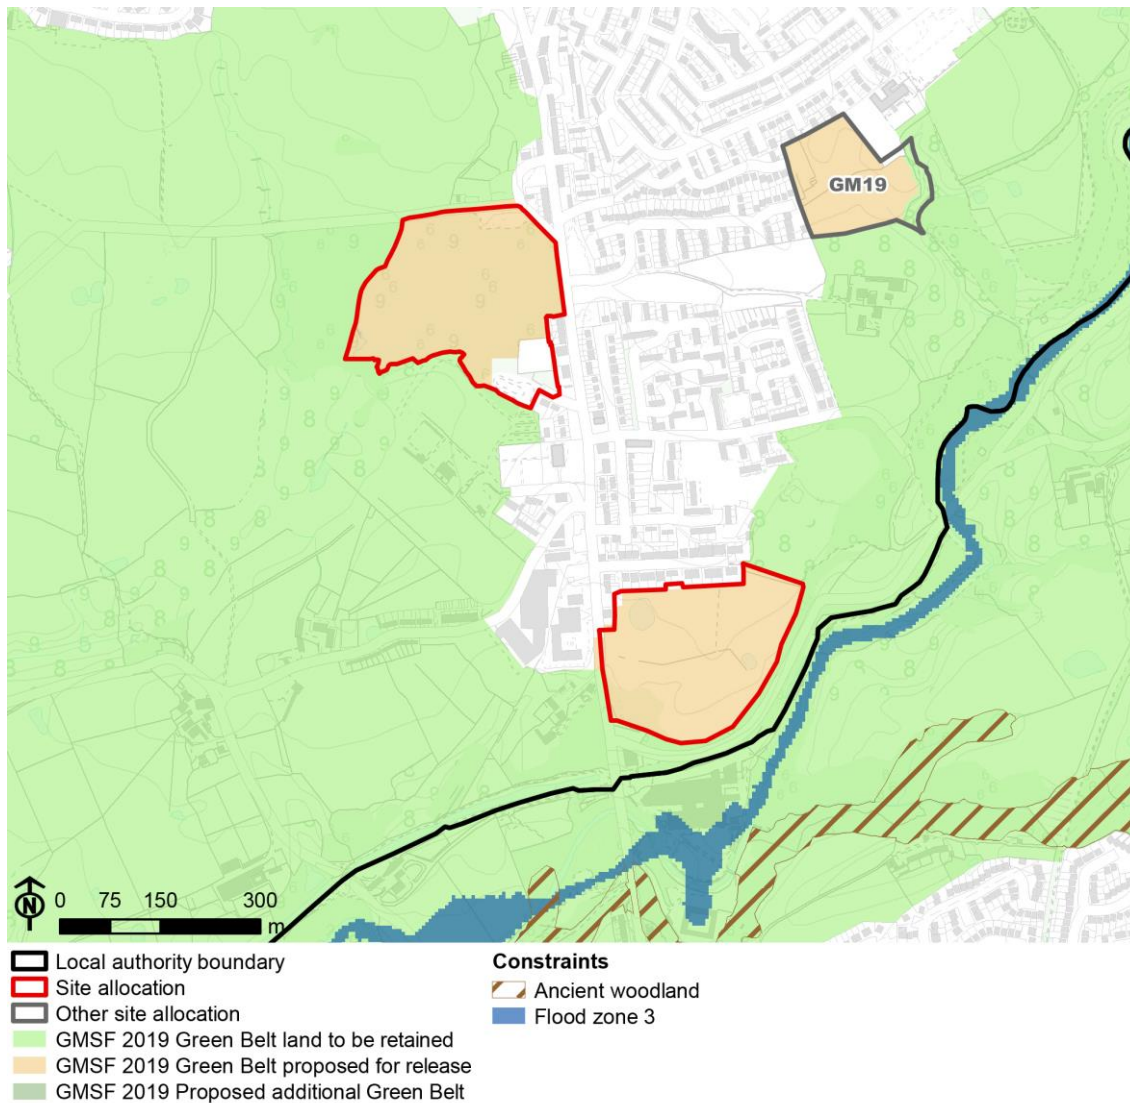 GM19
N
0 75 150 300
m
Local authority boundary
Site allocation
Other site allocation
GMSF 2019 Green Belt land to be retained
GMSF 2019 Green Belt proposed for release
GMSF 2019 Proposed additional Green Belt
Constraints
Ancient woodland
Flood zone 3